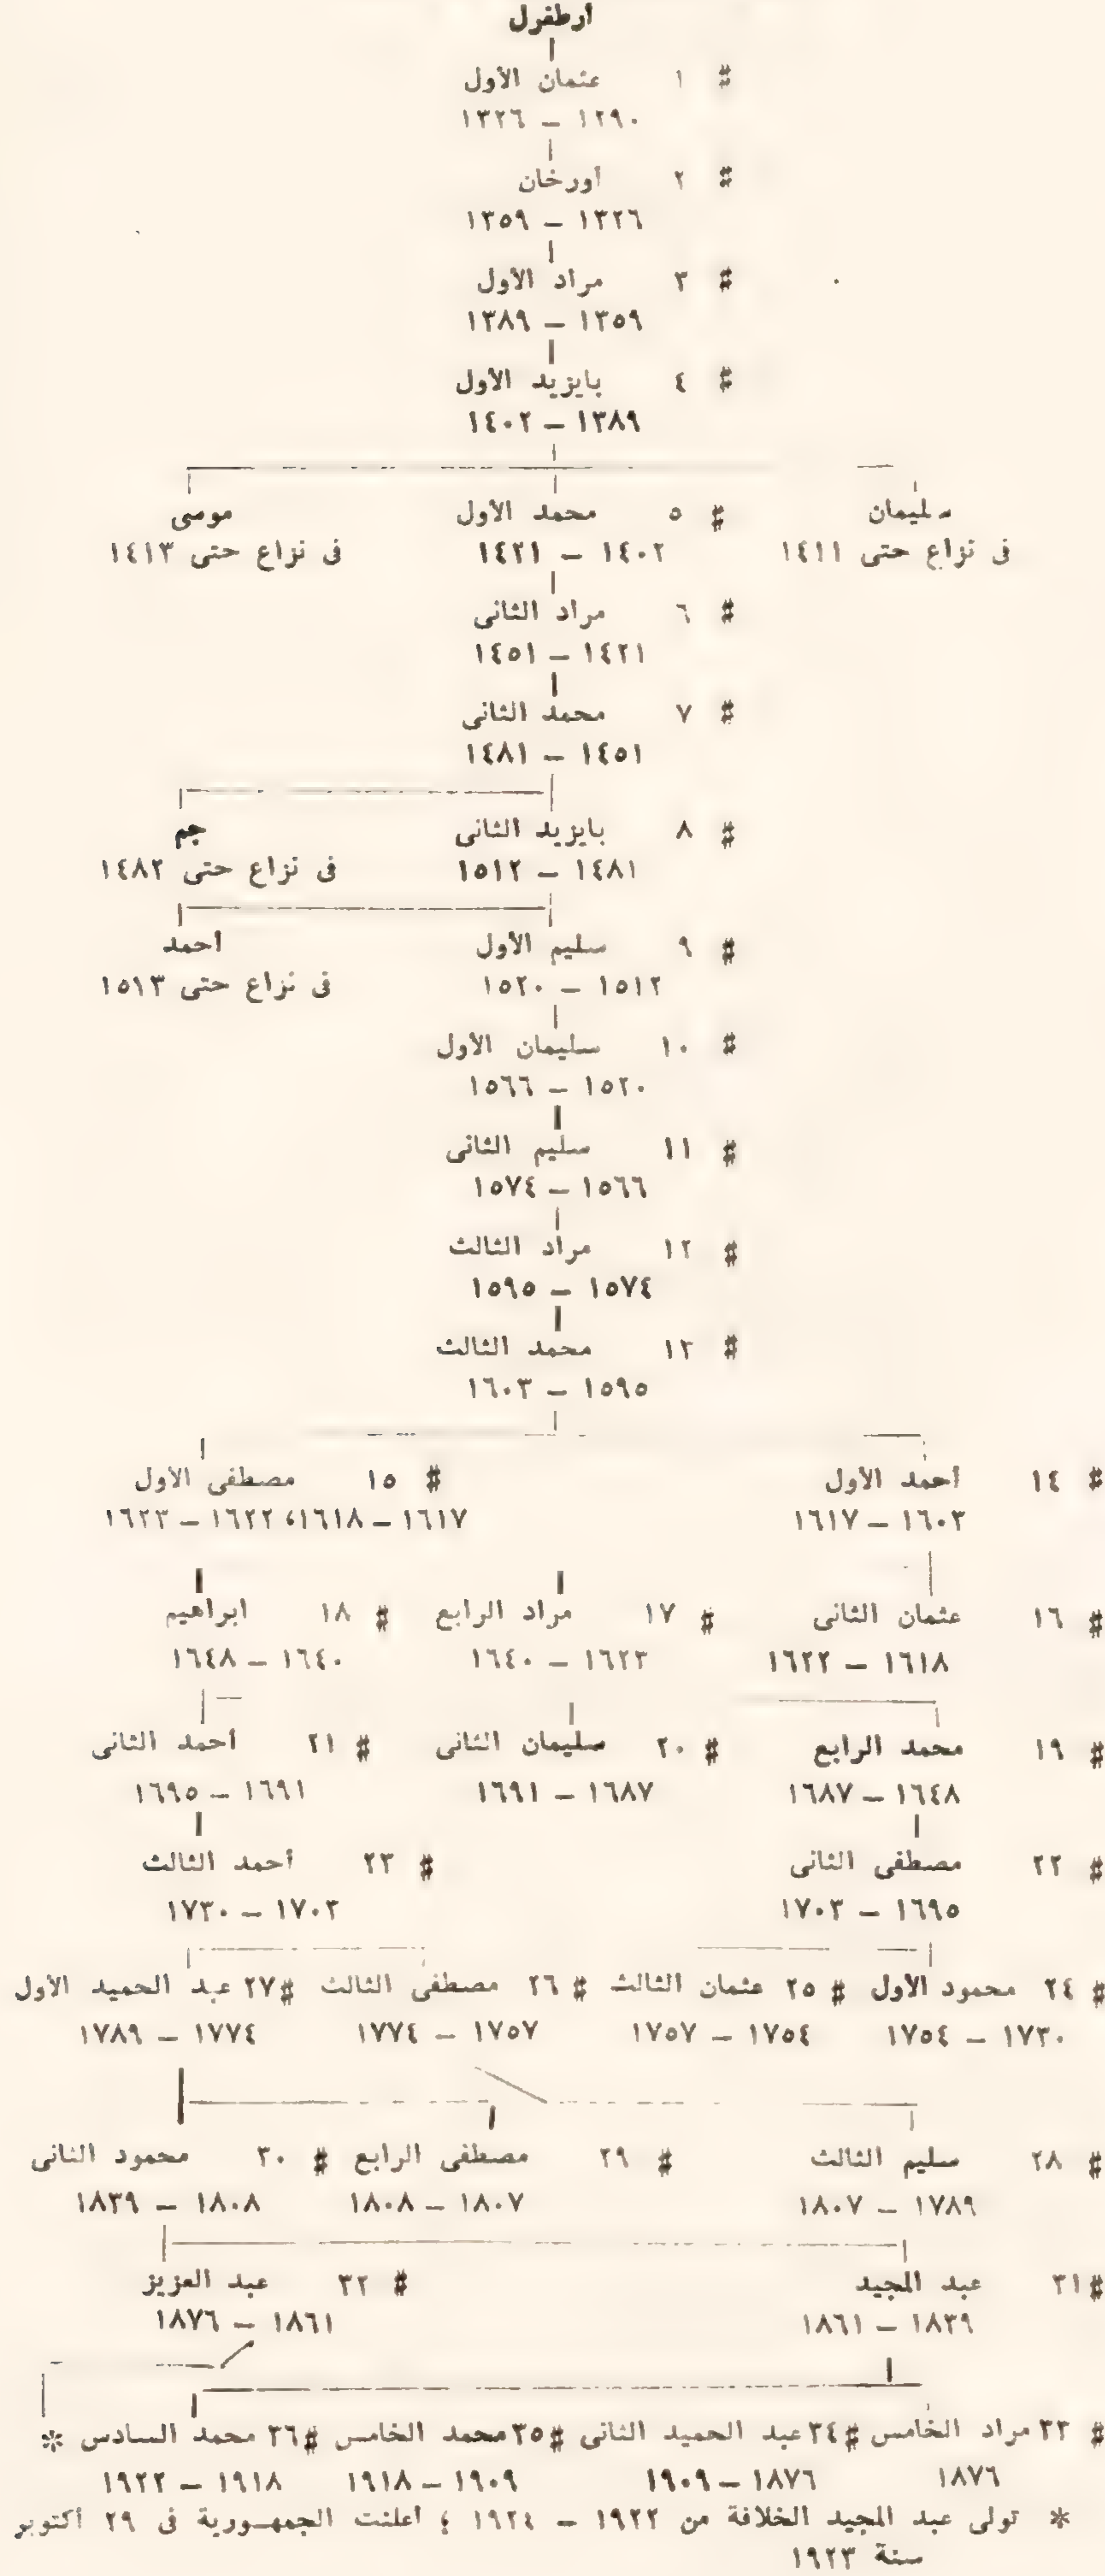 أرطغرل
# ١ عثمان الأول
١٢٩٠ – ١٣٢٦
# ٢ أورخان
١٣٢٦ – ١٣٥٩
# ٣ مراد الأول
١٣٥٩ – ١٣٨٩
# ٤ بايزيد الأول
١٣٨٩ – ١٤٠٢
سليمان # ٥ محمد الأول موسى
فى نزاع حتى ١٤١١ ١٤٠٢ – ١٤٢١ فى نزاع حتى ١٤١٣
# ٦ مراد الثانى
١٤٢١ – ١٤٥١
# ٧ محمد الثانى
١٤٥١ – ١٤٨١
# ٨ بايزيد الثانى جم
١٤٨١ – ١٥١٢ فى نزاع حتى ١٤٨٢
# ٩ سليم الأول أحمد
١٥١٢ – ١٥٢٠ فى نزاع حتى ١٥١٣
# ١٠ سليمان الأول
١٥٢٠ – ١٥٦٦
# ١١ سليم الثانى
١٥٦٦ – ١٥٧٤
# ١٢ مراد الثالث
١٥٧٤ – ١٥٩٥
# ١٣ محمد الثالث
١٥٩٥ – ١٦٠٣
# ١٤ أحمد الأول # ١٥ مصطفى الأول
١٦٠٣ – ١٦١٧ ١٦١٧ – ١٦١٨، ١٦٢٢ – ١٦٢٣
# ١٦ عثمان الثانى # ١٧ مراد الرابع # ١٨ ابراهيم
١٦١٨ – ١٦٢٢ ١٦٢٣ – ١٦٤٠ ١٦٤٠ – ١٦٤٨
# ١٩ محمد الرابع # ٢٠ سليمان الثانى # ٢١ أحمد الثانى
١٦٤٨ – ١٦٨٧ ١٦٨٧ – ١٦٩١ ١٦٩١ – ١٦٩٥
# ٢٢ مصطفى الثانى # ٢٣ أحمد الثالث
١٦٩٥ – ١٧٠٣ ١٧٠٣ – ١٧٣٠
# ٢٤ محمود الأول # ٢٥ عثمان الثالث # ٢٦ مصطفى الثالث # ٢٧ عبد الحميد الأول
١٧٣٠ – ١٧٥٤ ١٧٥٤ – ١٧٥٧ ١٧٥٧ – ١٧٧٤ ١٧٧٤ – ١٧٨٩
# ٢٨ سليم الثالث # ٢٩ مصطفى الرابع # ٣٠ محمود الثانى
١٧٨٩ – ١٨٠٧ ١٨٠٧ – ١٨٠٨ ١٨٠٨ – ١٨٣٩
# ٣١ عبد المجيد # ٣٢ عبد العزيز
١٨٣٩ – ١٨٦١ ١٨٦١ – ١٨٧٦
# ٣٣ مراد الخامس # ٣٤ عبد الحميد الثانى # ٣٥ محمد الخامس # ٣٦ محمد السادس *
١٨٧٦ ١٨٧٦ – ١٩٠٩ ١٩٠٩ – ١٩١٨ ١٩١٨ – ١٩٢٢
* تولى عبد المجيد الخلافة من ١٩٢٢ – ١٩٢٤ ؛ أعلنت الجمهورية فى ٢٩ أكتوبر
سنة ١٩٢٣